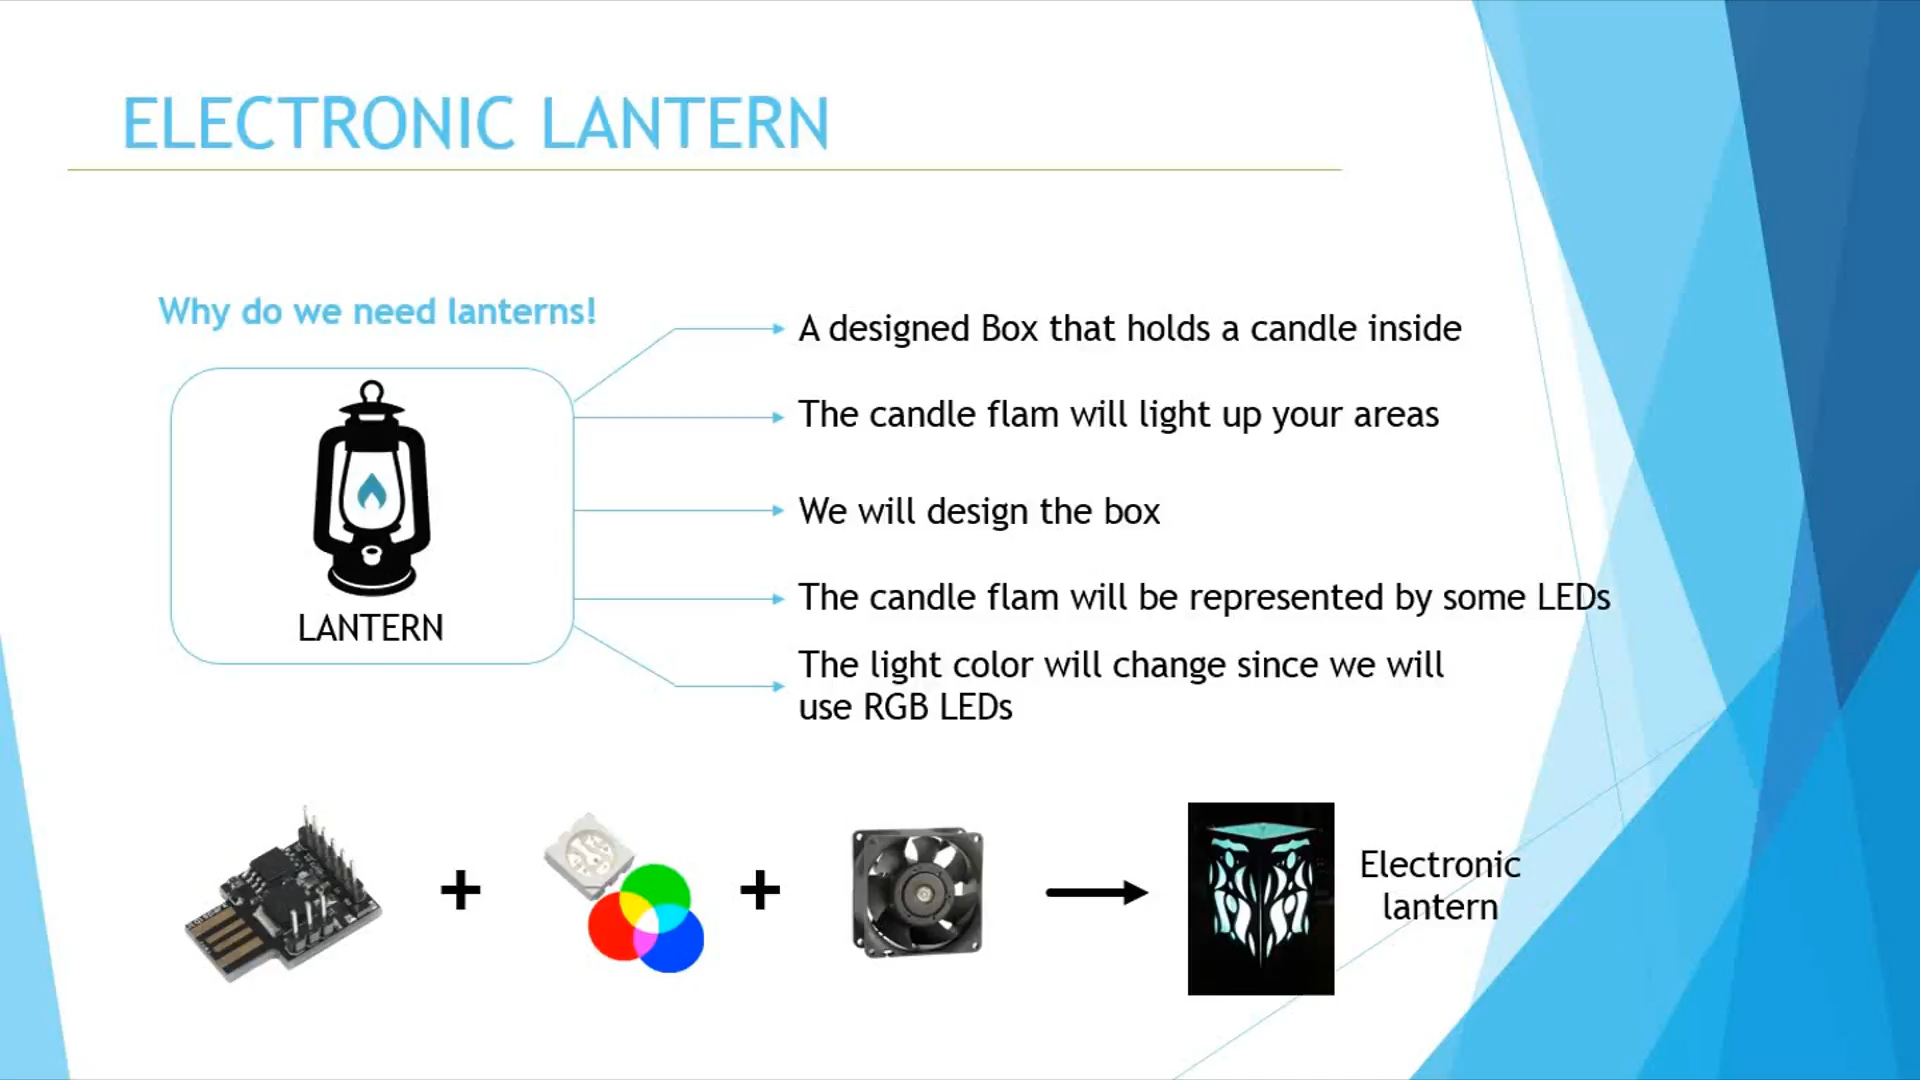 ELECTRONIC LANTERN
Why do we need lanterns!
LANTERN
A designed Box that holds a candle inside
The candle flam will light up your areas
We will design the box
The candle flam will be represented by some LEDs
The light color will change since we will
use RGB LEDs
+
+
Electronic
lantern